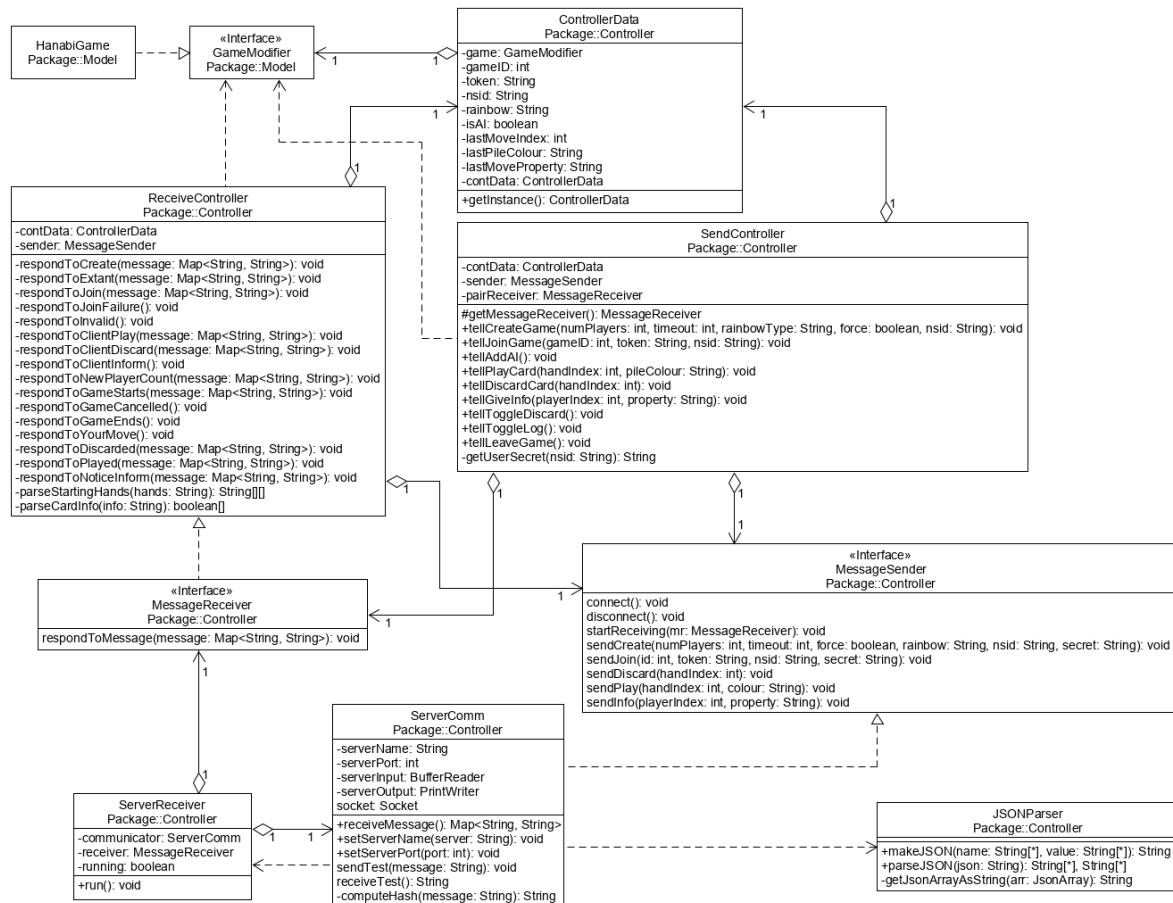 HanabiGame
Package::Model
«Interface»
GameModifier
Package::Model
1
1
ControllerData
Package::Controller
-game: GameModifier
-gameID: int
-token: String
-nsid: String
-rainbow: String
-isAI: boolean
-lastMoveIndex: int
-lastPileColour: String
-lastMoveProperty: String
-contData: ControllerData
+getInstance(): ControllerData
1
1
1
1
ReceiveController
Package::Controller
-contData: ControllerData
-sender: MessageSender
-respondToCreate(message: Map<String, String>): void
-respondToExtant(message: Map<String, String>): void
-respondToJoin(message: Map<String, String>): void
-respondToJoinFailure(): void
-respondToInvalid(): void
-respondToClientPlay(message: Map<String, String>): void
-respondToClientDiscard(message: Map<String, String>): void
-respondToClientInform(): void
-respondToNewPlayerCount(message: Map<String, String>): void
-respondToGameStarts(message: Map<String, String>): void
-respondToGameCancelled(): void
-respondToGameEnds(): void
-respondToYourMove(): void
-respondToDiscarded(message: Map<String, String>): void
-respondToPlayed(message: Map<String, String>): void
-respondToNoticeInform(message: Map<String, String>): void
-parseStartingHands(hands: String): String[][]
-parseCardInfo(info: String): boolean[]
SendController
Package::Controller
-contData: ControllerData
-sender: MessageSender
-pairReceiver: MessageReceiver
#getMessageReceiver(): MessageReceiver
+tellCreateGame(numPlayers: int, timeout: int, rainbowType: String, force: boolean, nsid: String): void
+tellJoinGame(gameID: int, token: String, nsid: String): void
+tellAddAI(): void
+tellPlayCard(handIndex: int, pileColour: String): void
+tellDiscardCard(handIndex: int): void
+tellGiveInfo(playerIndex: int, property: String): void
+tellToggleDiscard(): void
+tellToggleLog(): void
+tellLeaveGame(): void
-getUserSecret(nsid: String): String
1
1
1
1
1
1
«Interface»
MessageReceiver
Package::Controller
respondToMessage(message: Map<String, String>): void
«Interface»
MessageSender
Package::Controller
connect(): void
disconnect(): void
startReceiving(mr: MessageReceiver): void
sendCreate(numPlayers: int, timeout: int, force: boolean, rainbow: String, nsid: String, secret: String): void
sendJoin(id: int, token: String, nsid: String, secret: String): void
sendDiscard(handIndex: int): void
sendPlay(handIndex: int, colour: String): void
sendInfo(playerIndex: int, property: String): void
1
1
ServerReceiver
Package::Controller
-communicator: ServerComm
-receiver: MessageReceiver
-running: boolean
+run(): void
1
1
ServerComm
Package::Controller
-serverName: String
-serverPort: int
-serverInput: BufferReader
-serverOutput: PrintWriter
socket: Socket
+receiveMessage(): Map<String, String>
+setServerName(server: String): void
+setServerPort(port: int): void
sendTest(message: String): void
receiveTest(): String
-computeHash(message: String): String
JSONParser
Package::Controller
+makeJSON(name: String[*], value: String[*]): String
+parseJSON(json: String): String[*], String[*]
-getJsonArrayAsString(arr: JsonArray): String